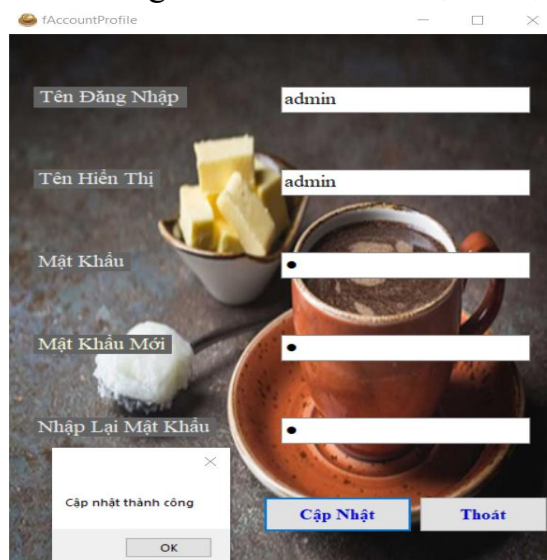 fAccountProfile
Tên Đăng Nhập
admin
Tên Hiển Thị
admin
Mật Khẩu
●
Mật Khẩu Mới
●
Nhập Lại Mật Khẩu
●
Cập nhật thành công
OK
Cập Nhật
Thoát